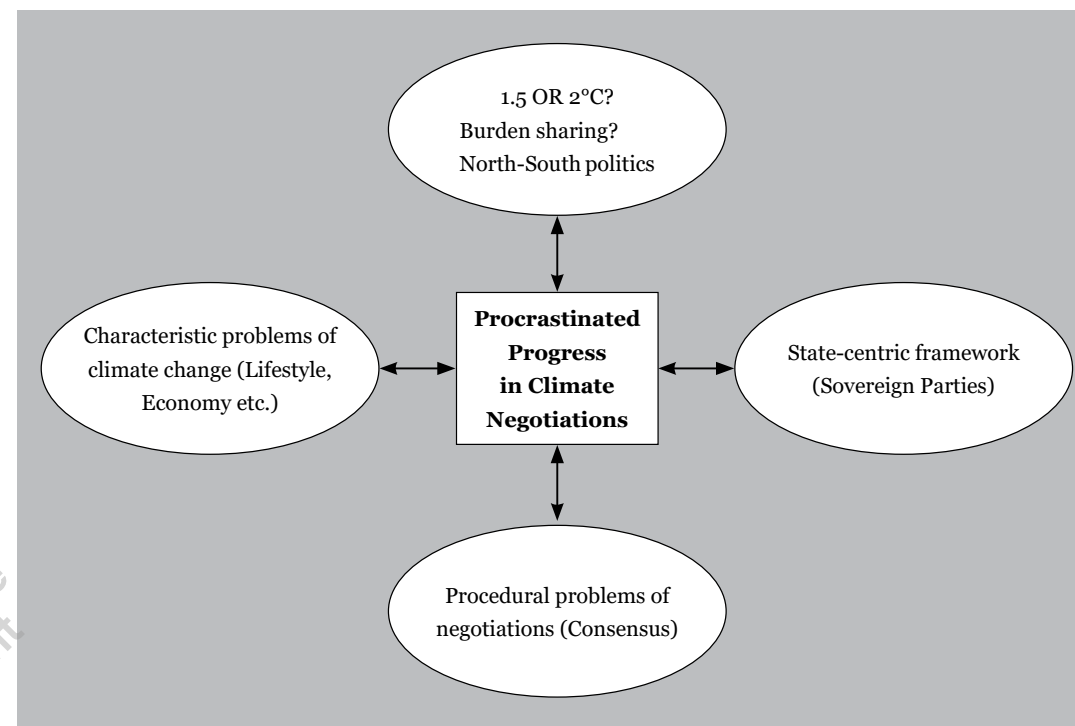 1.5 OR 2°C?
Burden sharing?
North-South politics
Characteristic problems of
climate change (Lifestyle,
Economy etc.)
Procrastinated
Progress
in Climate
Negotiations
State-centric framework
(Sovereign Parties)
Procedural problems of
negotiations (Consensus)